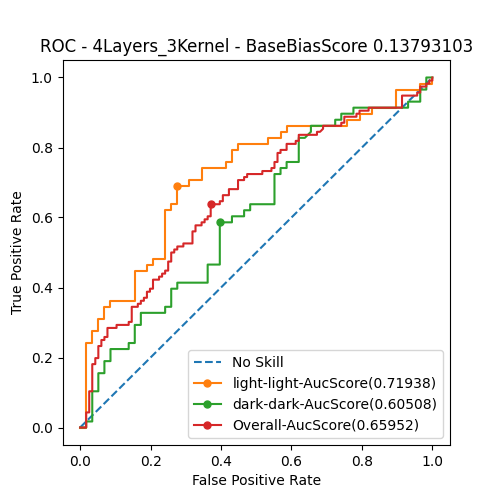 ROC - 4Layers_3Kernel - BaseBiasScore 0.13793103
True Positive Rate
1.0
0.8
0.6
0.4
0.2
0.0
No Skill
light-light-AucScore(0.71938)
dark-dark-AucScore(0.60508)
Overall-AucScore(0.65952)
0.0 0.2 0.4 0.6 0.8 1.0
False Positive Rate